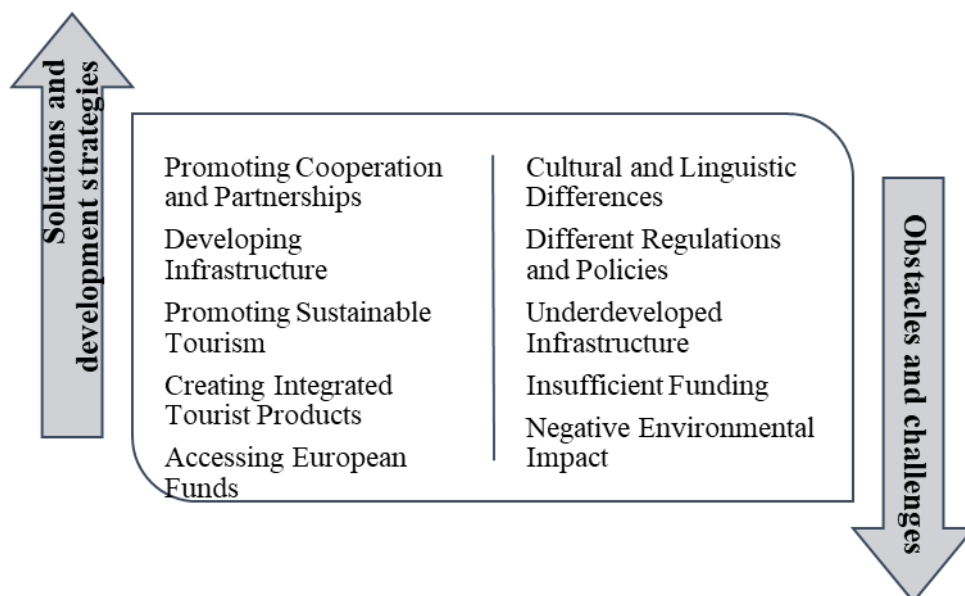 Solutions and
development strategies
Promoting Cooperation
and Partnerships
Developing
Infrastructure
Promoting Sustainable
Tourism
Creating Integrated
Tourist Products
Accessing European
Funds
Cultural and Linguistic
Differences
Different Regulations
and Policies
Underdeveloped
Infrastructure
Insufficient Funding
Negative Environmental
Impact
Obstacles and challenges